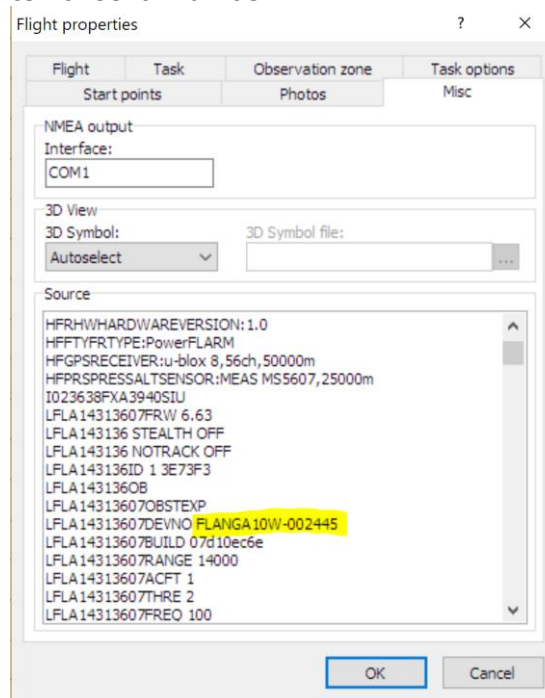 Flight properties ? ×
Flight Task Observation zone Task options
Start points Photos Misc
NMEA output
Interface:
COM1
3D View
3D Symbol: 3D Symbol file:
Autoselect ...
Source
HFRHWHARDWAREVERSION:1.0
HFFTYFRTYPE:PowerFLARM
HFGPSRECEIVER:u-blox 8,56ch,50000m
HFPRSPRESSALTSENSOR:MEAS MS5607,25000m
I023638FXA3940SIU
LFLA14313607FRW 6.63
LFLA143136 STEALTH OFF
LFLA143136 NOTRACK OFF
LFLA143136ID 1 3E73F3
LFLA143136OB
LFLA14313607OBSTEXP
LFLA14313607DEVNO FLANGA10W-002445
LFLA14313607BUILD 07d10ec6e
LFLA14313607RANGE 14000
LFLA14313607ACFT 1
LFLA14313607THRE 2
LFLA14313607FREQ 100
OK Cancel